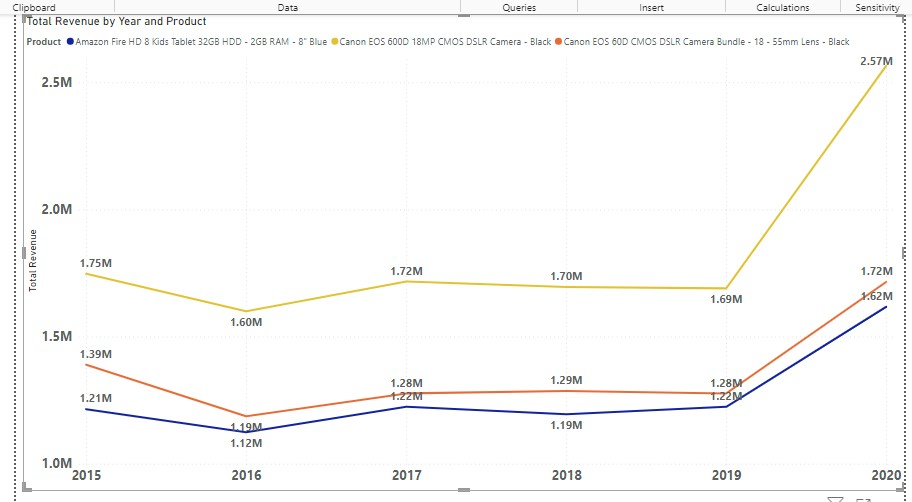 Clipboard Data Queries Insert Calculations Sensitivity
Total Revenue by Year and Product
Product Amazon Fire HD 8 Kids Tablet 32GB HDD - 2GB RAM - 8" Blue Canon EOS 600D 18MP CMOS DSLR Camera - Black Canon EOS 60D CMOS DSLR Camera Bundle - 18 - 55mm Lens - Black
2.57M
2.5M
2.0M
Total Revenue
1.75M 1.72M 1.70M 1.72M
1.60M 1.69M 1.62M
1.5M
1.39M
1.28M 1.29M 1.28M
1.21M 1.22M 1.22M
1.19M 1.19M
1.12M
1.0M
2015 2016 2017 2018 2019 2020